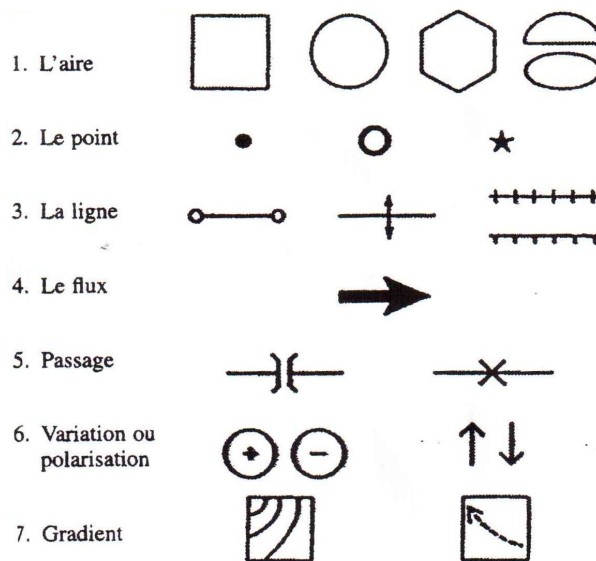 1. L'aire
2. Le point
3. La ligne
4. Le flux
5. Passage
6. Variation ou
polarisation
+ −
7. Gradient